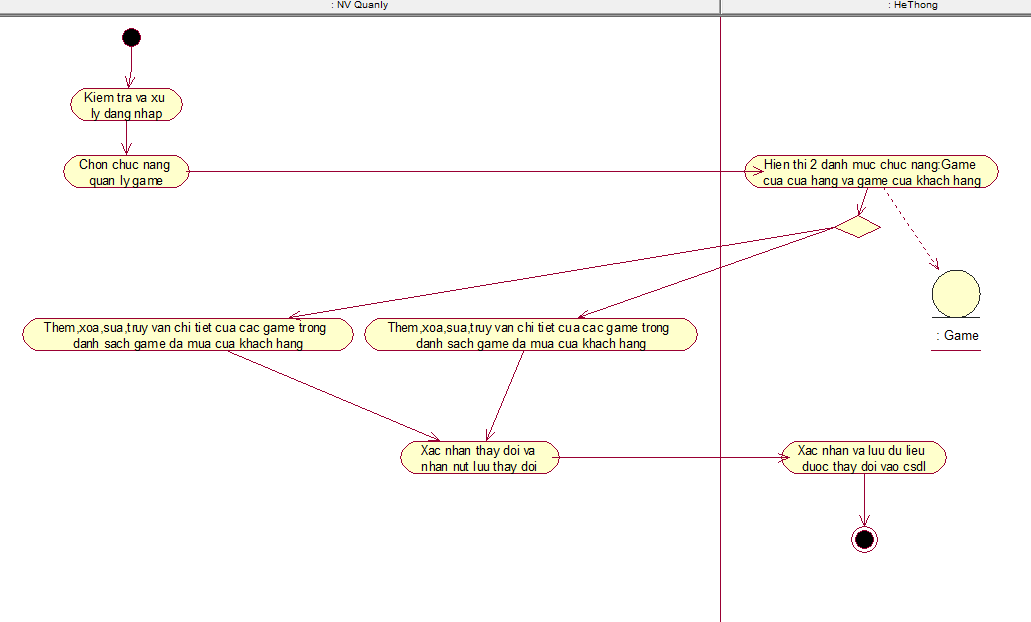 : NV Quanly
: HeThong
Kiem tra va xu
ly dang nhap
Chon chuc nang
quan ly game
Hien thi 2 danh muc chuc nang:Game
cua cua hang va game cua khach hang
: Game
Them,xoa,sua,truy van chi tiet cua cac game trong
danh sach game da mua cua khach hang
Them,xoa,sua,truy van chi tiet cua cac game trong
danh sach game da mua cua khach hang
Xac nhan thay doi va
nhan nut luu thay doi
Xac nhan va luu du lieu
duoc thay doi vao csdl